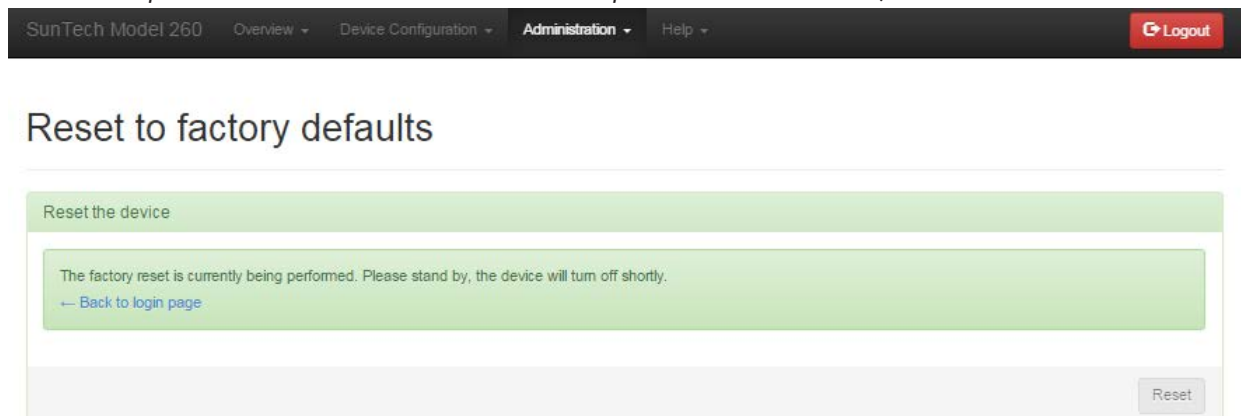 SunTech Model 260 Overview Device Configuration Administration Help Logout
Reset to factory defaults
Reset the device
The factory reset is currently being performed. Please stand by, the device will turn off shortly.
← Back to login page
Reset